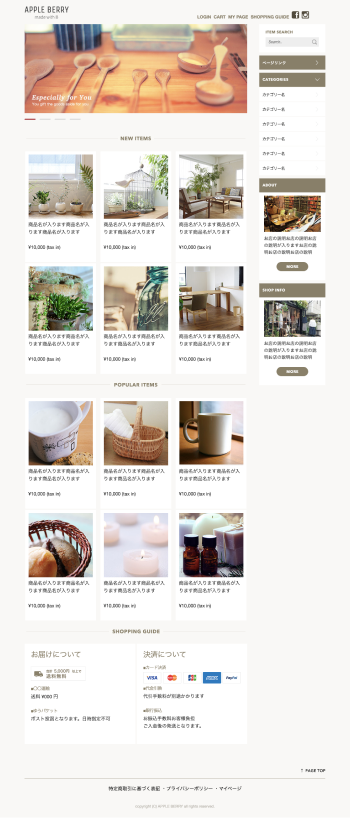 APPLE BERRY
made with B
LOGIN CART MY PAGE SHOPPING GUIDE
Especially for You
You gift the guide made for you
ITEM SEARCH
Search..
ページリンク
CATEGORIES
カテゴリー名
カテゴリー名
カテゴリー名
カテゴリー名
カテゴリー名
カテゴリー名
ABOUT
お店の説明お店の説明お店
の説明が入りますお店の説
明お店の説明お店の説明
MORE
SHOP INFO
お店の説明お店の説明お店
の説明が入りますお店の説
明お店の説明お店の説明
MORE
NEW ITEMS
商品名が入ります商品名が入
ります商品名が入ります
¥10,000 (tax in)
商品名が入ります商品名が入
ります商品名が入ります
¥10,000 (tax in)
商品名が入ります商品名が入
ります商品名が入ります
¥10,000 (tax in)
商品名が入ります商品名が入
ります商品名が入ります
¥10,000 (tax in)
商品名が入ります商品名が入
ります商品名が入ります
¥10,000 (tax in)
商品名が入ります商品名が入
ります商品名が入ります
¥10,000 (tax in)
POPULAR ITEMS
商品名が入ります商品名が入
ります商品名が入ります
¥10,000 (tax in)
商品名が入ります商品名が入
ります商品名が入ります
¥10,000 (tax in)
商品名が入ります商品名が入
ります商品名が入ります
¥10,000 (tax in)
商品名が入ります商品名が入
ります商品名が入ります
¥10,000 (tax in)
商品名が入ります商品名が入
ります商品名が入ります
¥10,000 (tax in)
商品名が入ります商品名が入
ります商品名が入ります
¥10,000 (tax in)
SHOPPING GUIDE
お届けについて
5,000円
送料無料
■〇〇運輸
送料 ¥000 円
■ゆうパケット
ポスト投函となります。日時指定不可
決済について
■カード決済
VISA
AMERICAN EXPRESS
PayPal
■代金引換
代引手数料が別途かかります
■銀行振込
お振込手数料お客様負担
ご入金後の発送となります。
↑ PAGE TOP
特定商取引に基づく表記 ・プライバシーポリシー ・マイページ
copyright (c) APPLE BERRY all rights reserved.